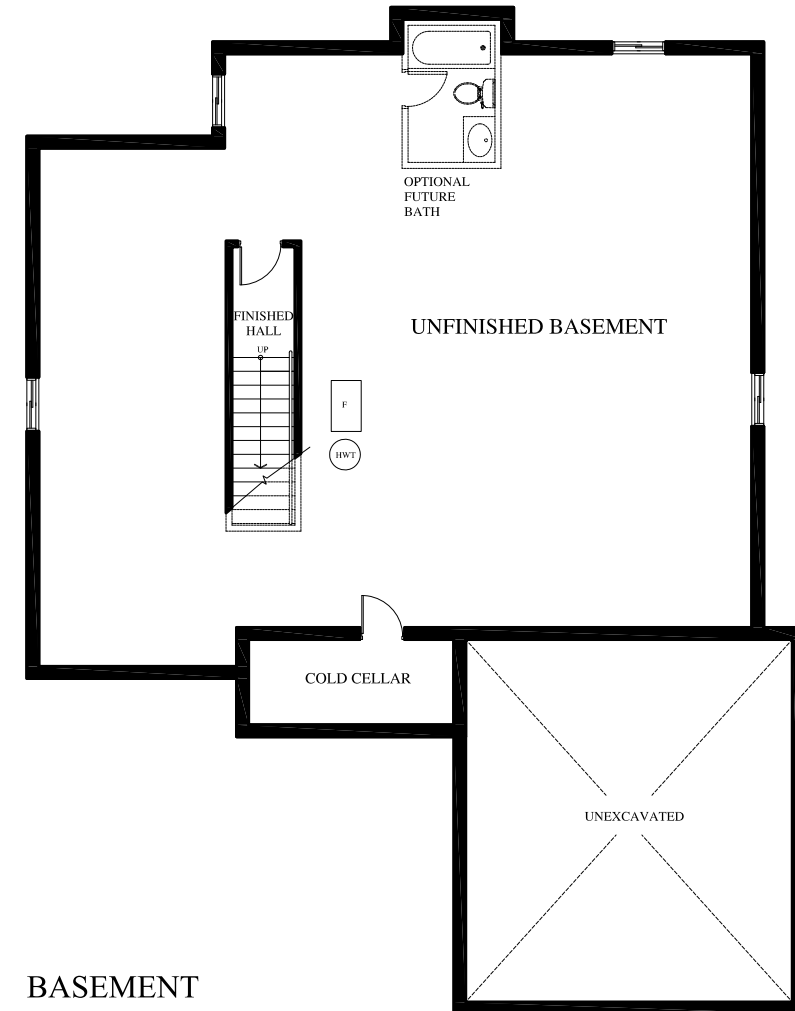 OPTIONAL
FUTURE
BATH
FINISHED
HALL
UP
UNFINISHED BASEMENT
F
HWT
COLD CELLAR
UNEXCAVATED
BASEMENT